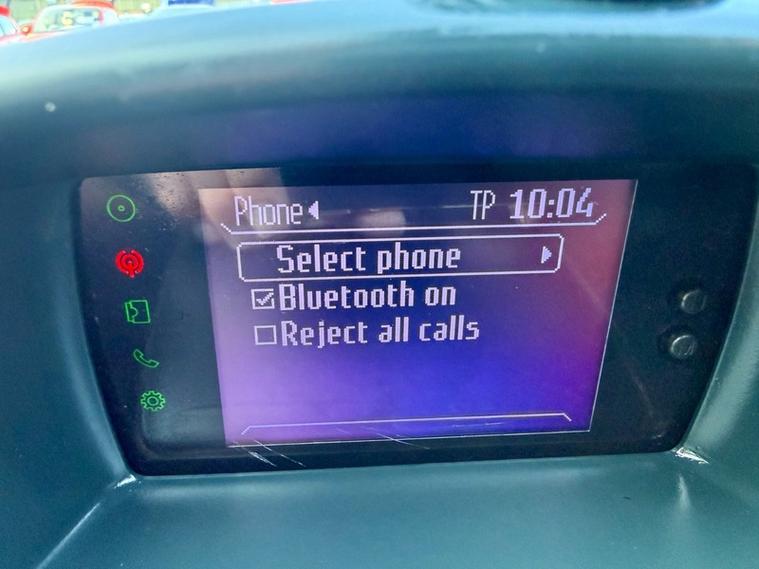 Phone TP 10:04
Select phone
Bluetooth on
Reject all calls